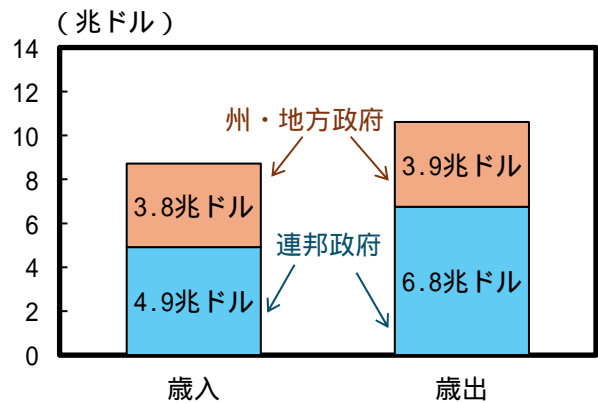 (兆ドル)
14
12
10
8
6
4
2
0
州・地方政府
3.8兆ドル
3.9兆ドル
連邦政府
4.9兆ドル
6.8兆ドル
歳入
歳出